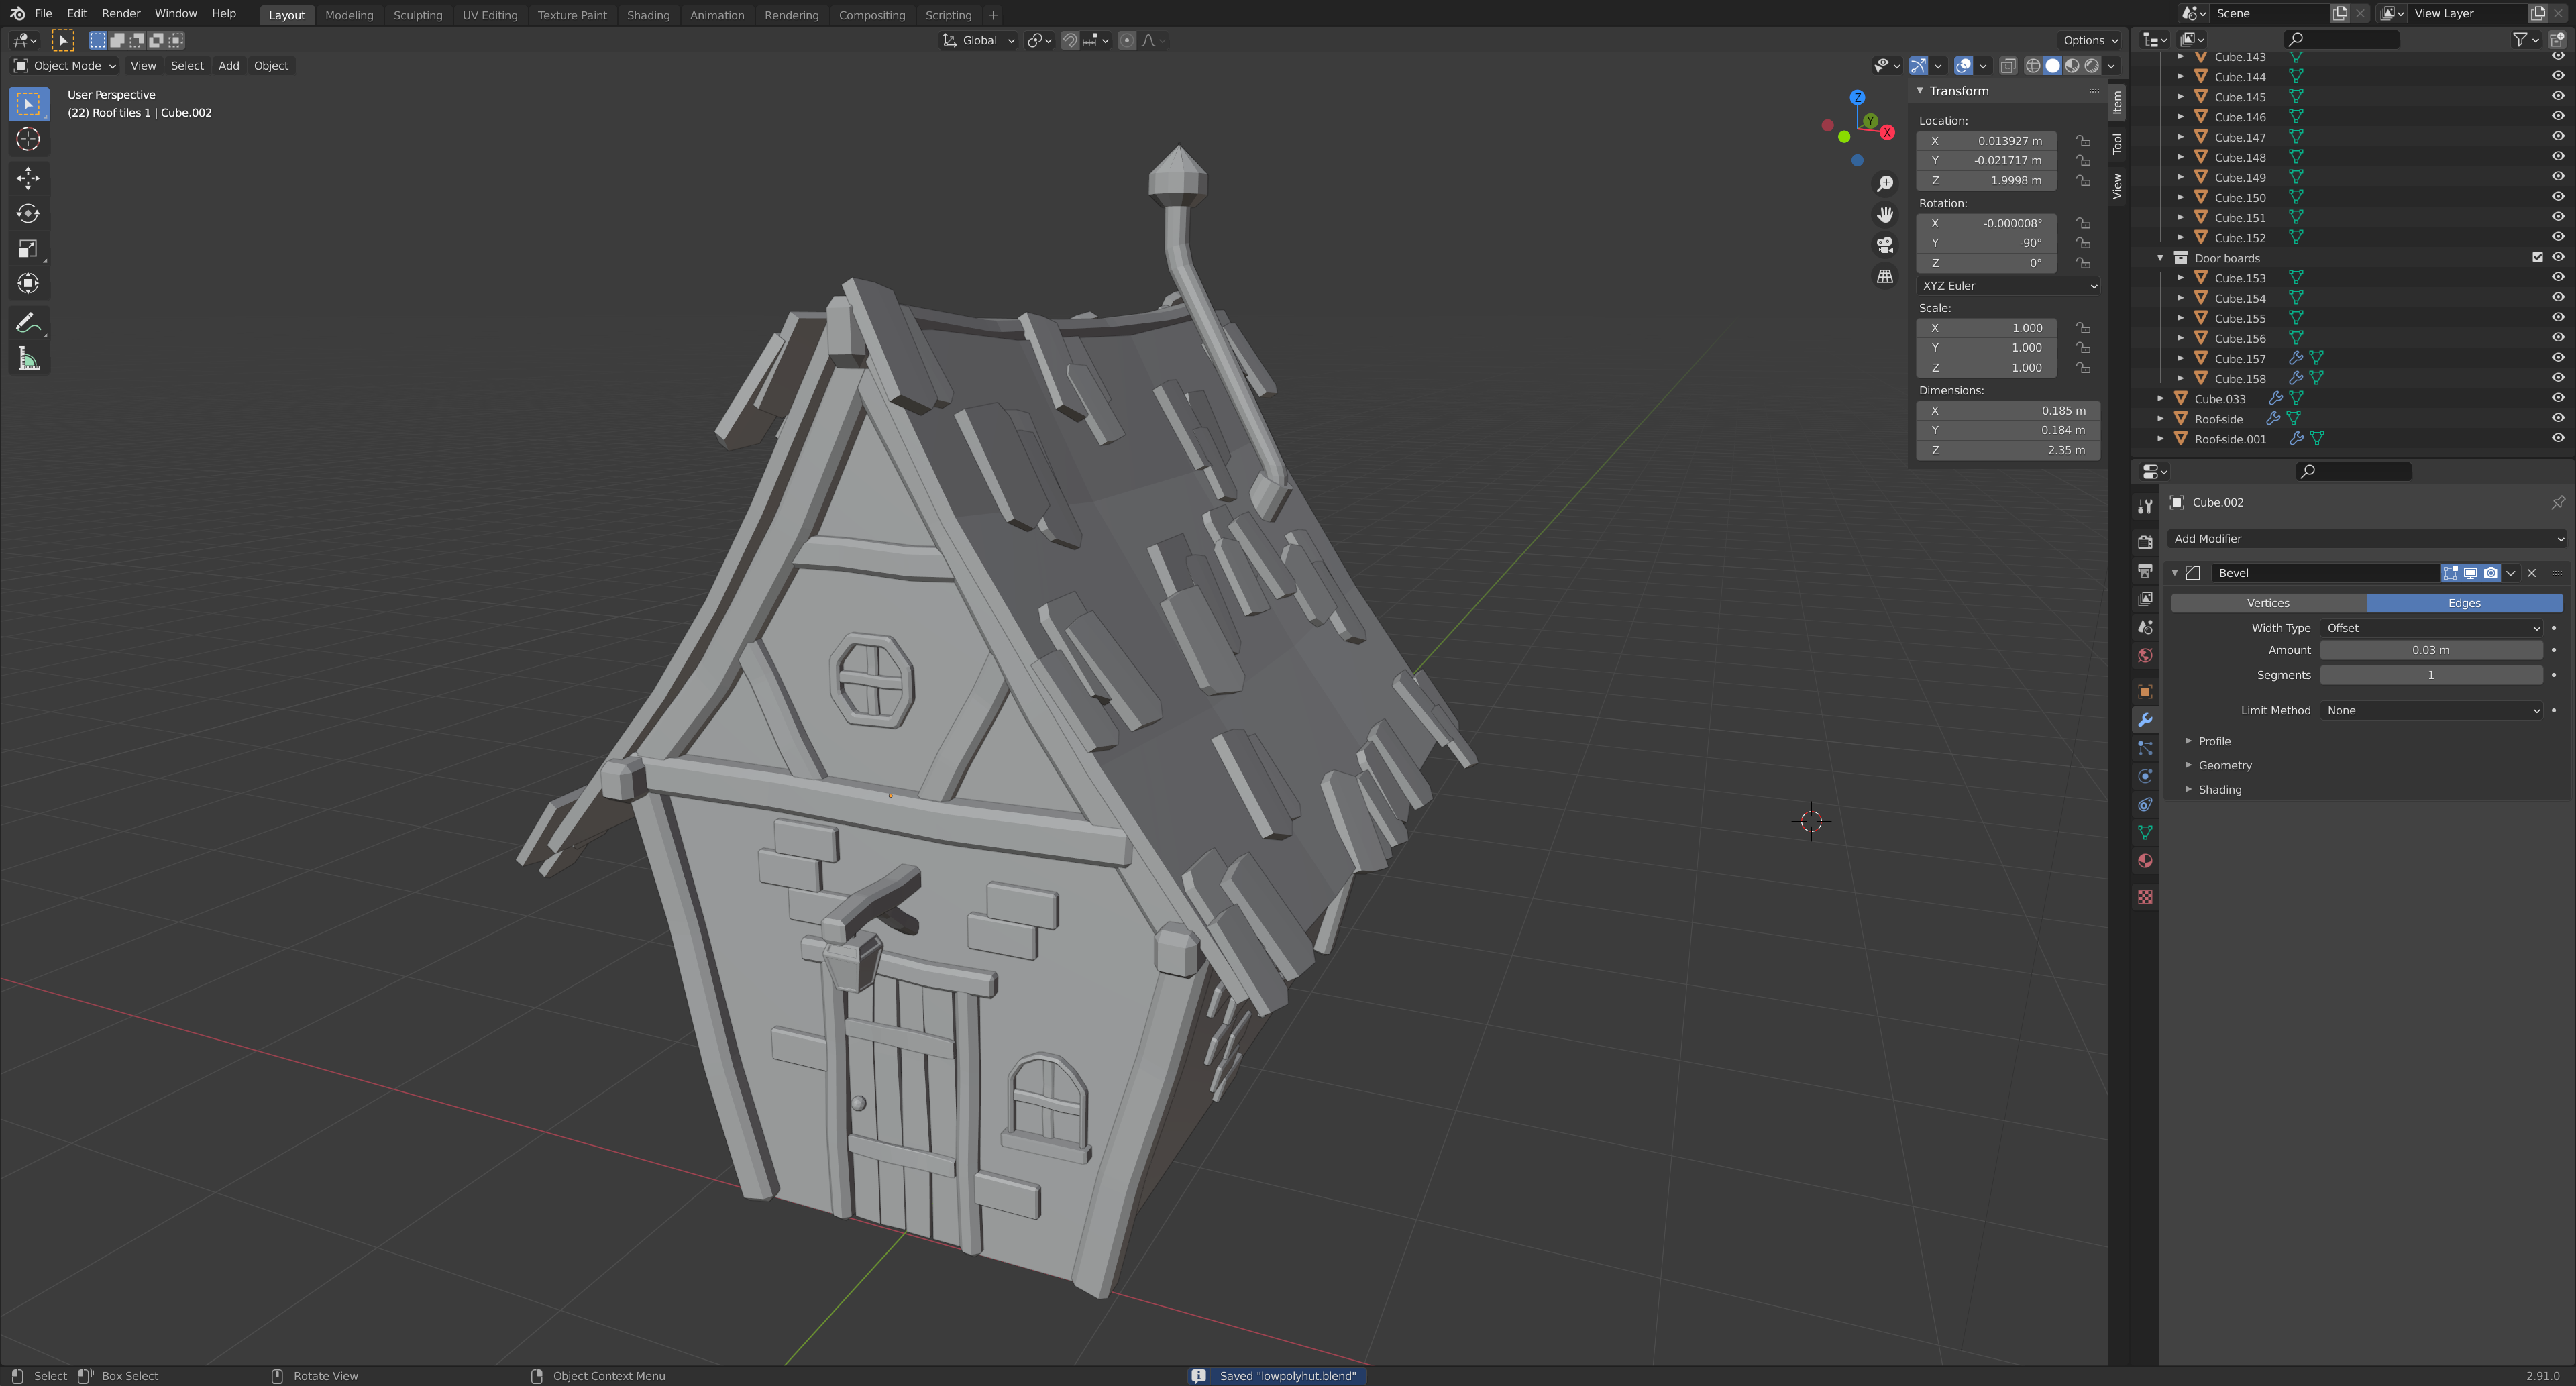 File Edit Render Window Help Layout Modeling Sculpting UV Editing Texture Paint Shading Animation Rendering Compositing Scripting + Scene View Layer
Global Options
Object Mode View Select Add Object
User Perspective
(22) Roof tiles 1 | Cube.002
Z
Y
X
Transform
Location:
X 0.013927 m
Y -0.021717 m
Z 1.9998 m
Rotation:
X -0.000008°
Y -90°
Z 0°
XYZ Euler
Scale:
X 1.000
Y 1.000
Z 1.000
Dimensions:
X 0.185 m
Y 0.184 m
Z 2.35 m
Item
Tool
View
Cube.143
Cube.144
Cube.145
Cube.146
Cube.147
Cube.148
Cube.149
Cube.150
Cube.151
Cube.152
Door boards
Cube.153
Cube.154
Cube.155
Cube.156
Cube.157
Cube.158
Cube.033
Roof-side
Roof-side.001
Cube.002
Add Modifier
Bevel
Vertices Edges
Width Type Offset
Amount 0.03 m
Segments 1
Limit Method None
Profile
Geometry
Shading
Select Box Select Rotate View Object Context Menu Saved "lowpolyhut.blend" 2.91.0